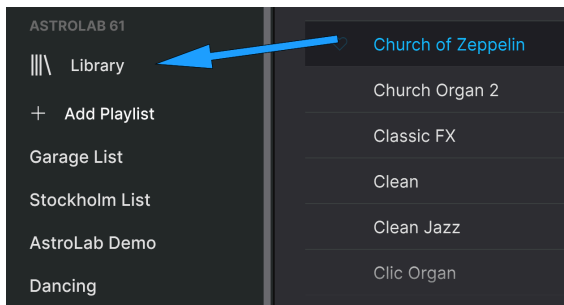 ASTROLAB 61
Library
+ Add Playlist
Garage List
Stockholm List
AstroLab Demo
Dancing
Church of Zeppelin
Church Organ 2
Classic FX
Clean
Clean Jazz
Clic Organ